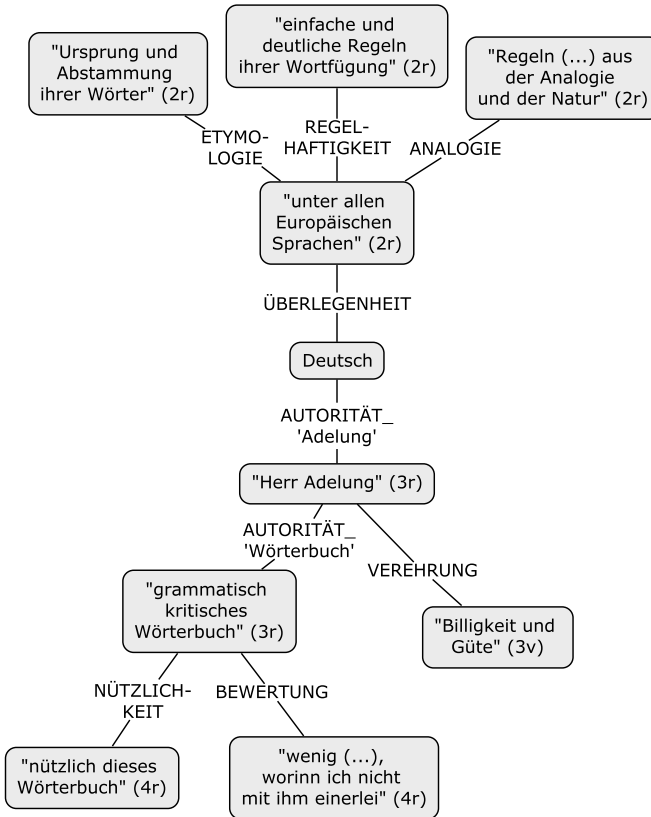 "Ursprung und
Abstammung
ihrer Wörter" (2r)
"einfache und
deutliche Regeln
ihrer Wortfügung" (2r)
"Regeln (...) aus
der Analogie
und der Natur" (2r)
ETYMO-
LOGIE
REGEL-
HAFTIGKEIT
ANALOGIE
"unter allen
Europäischen
Sprachen" (2r)
ÜBERLEGENHEIT
Deutsch
AUTORITÄT_
'Adelung'
"Herr Adelung" (3r)
AUTORITÄT_
'Wörterbuch'
VEREHRUNG
"grammatisch
kritisches
Wörterbuch" (3r)
"Billigkeit und
Güte" (3v)
NÜTZLICH-
KEIT
BEWERTUNG
"nützlich dieses
Wörterbuch" (4r)
"wenig (...),
worinn ich nicht
mit ihm einerlei" (4r)